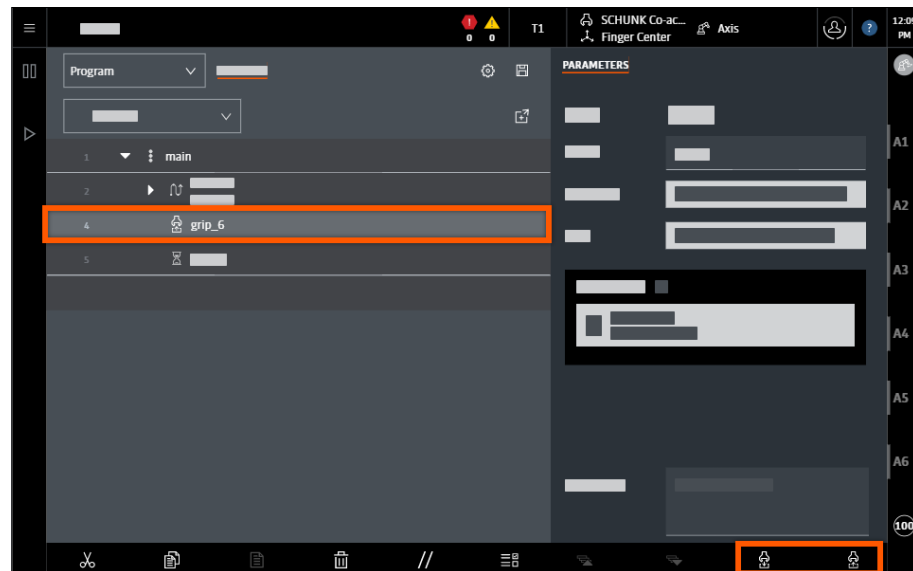 0 0
T1
SCHUNK Co-ac...
Finger Center
Axis
?
12:09
PM
Program
PARAMETERS
1 main
2
4 grip_6
5
A1
A2
A3
A4
A5
A6
100
//